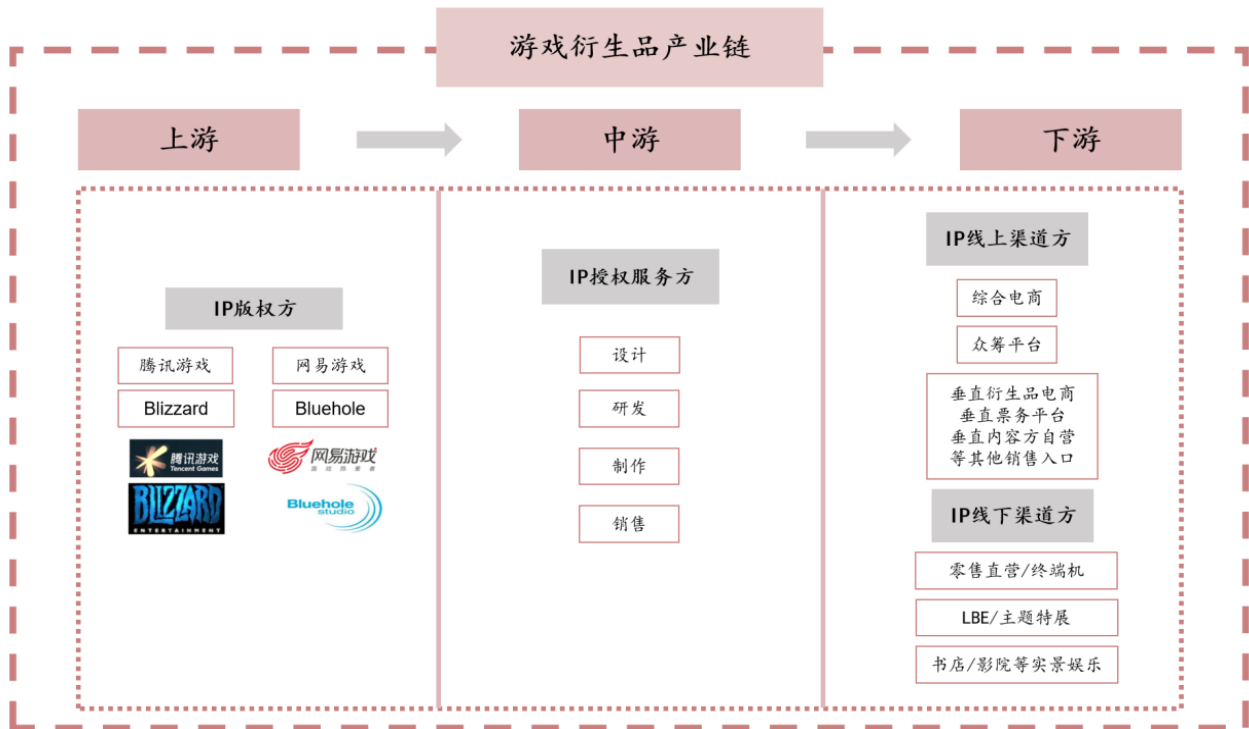 游戏衍生品产业链
上游
中游
下游
IP版权方
腾讯游戏
网易游戏
Blizzard
Bluehole
腾讯游戏
Tencent Games
网易游戏
游戏热爱者
BLIZZARD
ENTERTAINMENT
Bluehole
studio
IP授权服务方
设计
研发
制作
销售
IP线上渠道方
综合电商
众筹平台
垂直衍生品电商
垂直票务平台
垂直内容方自营
等其他销售入口
IP线下渠道方
零售直营/终端机
LBE/主题特展
书店/影院等实景娱乐